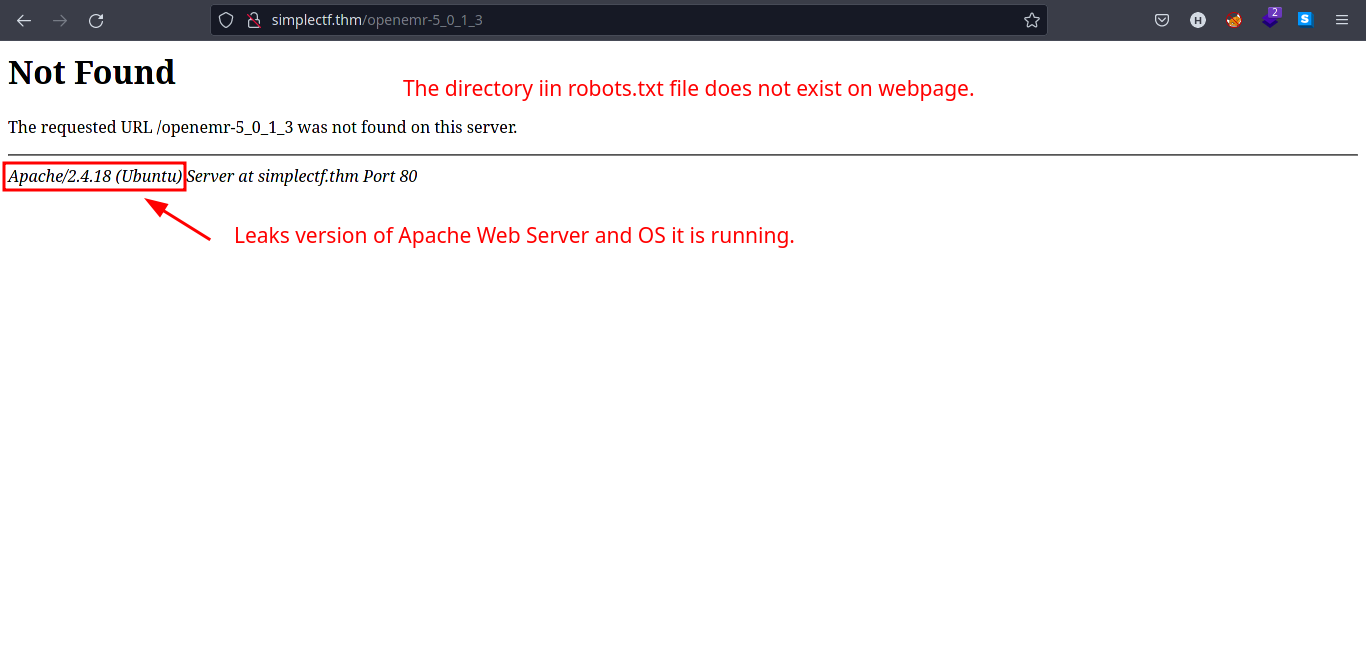 simplectf.thm/openemr-5_0_1_3
H
2
S
Not Found
The directory iin robots.txt file does not exist on webpage.
The requested URL /openemr-5_0_1_3 was not found on this server.
Apache/2.4.18 (Ubuntu) Server at simplectf.thm Port 80
Leaks version of Apache Web Server and OS it is running.